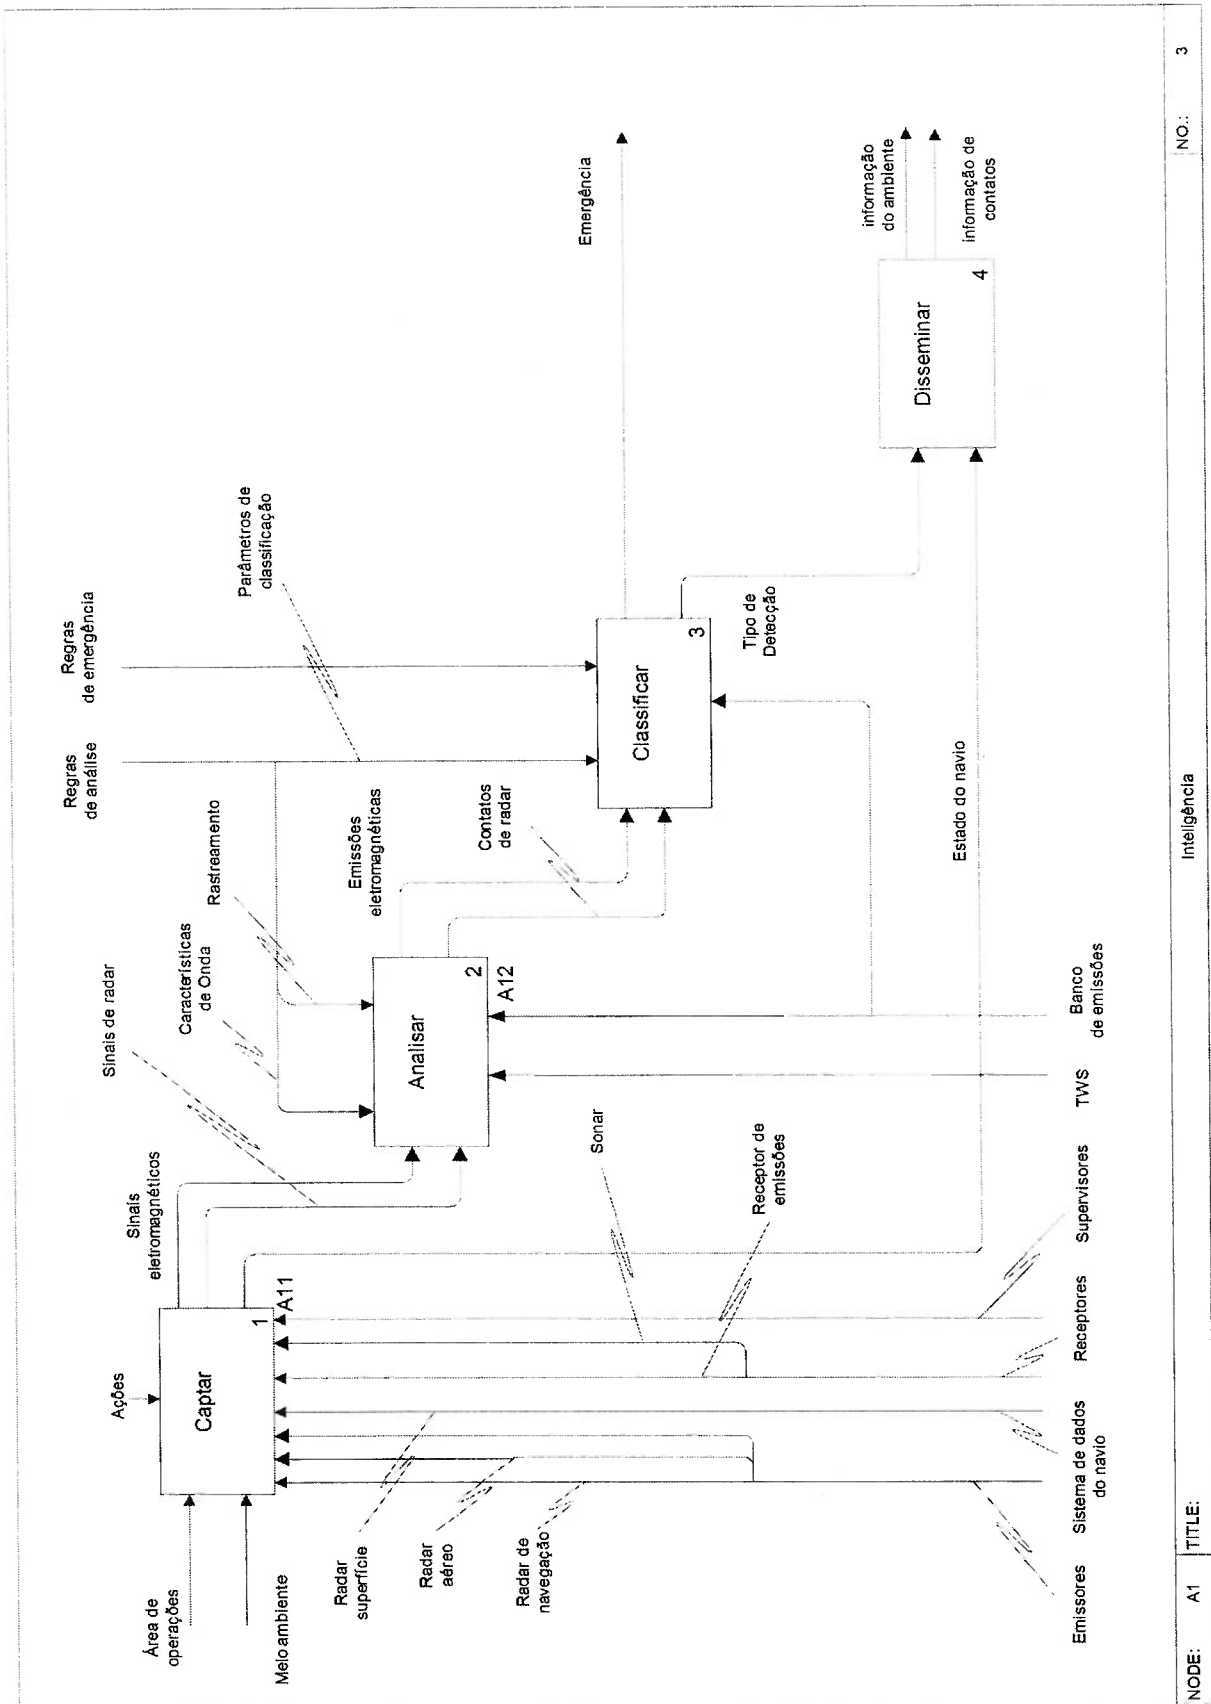 Regras
de análise
Regras
de emergência
Parâmetros de
classificação
Sinais de radar
Características
de Onda
Rastreamento
Ações
Sinais
eletromagnéticos
Emissões
eletromagnéticas
Contatos
de radar
Emergência
Área de
operações
Meio ambiente
Captar
1
A11
Analisar
2
A12
Classificar
3
Tipo de
Detecção
Disseminar
4
informação
do ambiente
informação de
contatos
Radar
superfície
Radar
aéreo
Radar de
navegação
Sonar
Receptor de
emissões
Estado do navio
Emissores
Sistema de dados
do navio
Receptores
Supervisores
TWS
Banco
de emissões
NODE:
A1
TITLE:
Inteligência
NO.:
3